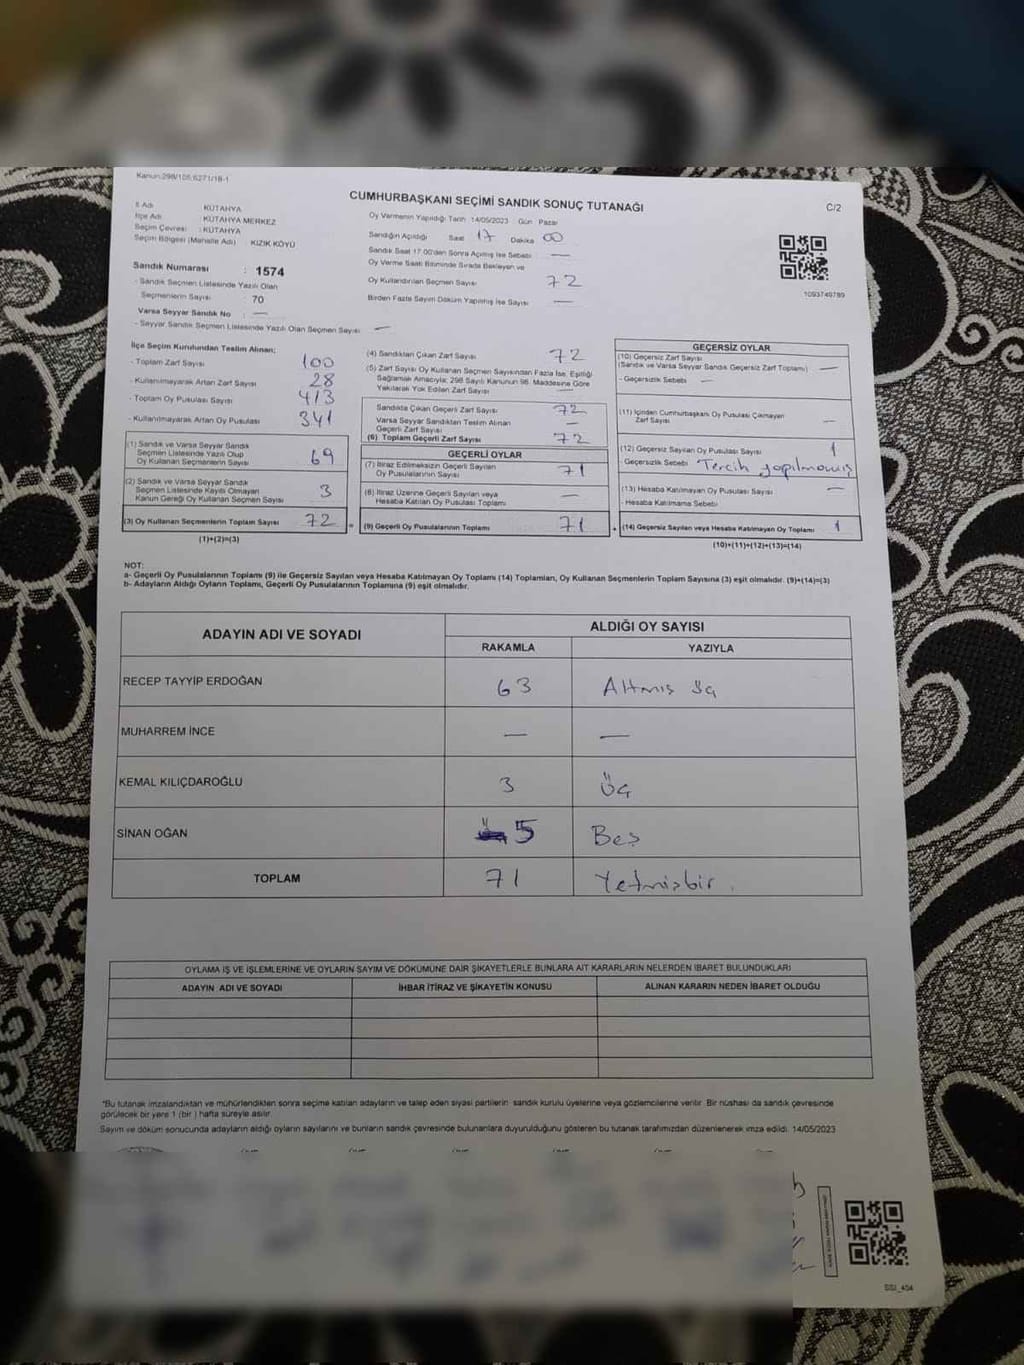 Kanun:298/105;6271/18-1
CUMHURBAŞKANI SEÇİMİ SANDIK SONUÇ TUTANAĞI
C/2
İl Adı : KÜTAHYA
İlçe Adı : KÜTAHYA MERKEZ
Seçim Çevresi : KÜTAHYA
Seçim Bölgesi (Mahalle Adı) : KIZIK KÖYÜ
Sandık Numarası : 1574
- Sandık Seçmen Listesinde Yazılı Olan
Seçmenlerin Sayısı : 70
Varsa Seyyar Sandık No : —
- Seyyar Sandık Seçmen Listesinde Yazılı Olan Seçmen Sayısı —
Oy Vermenin Yapıldığı Tarih 14/05/2023 Gün Pazar
Sandığın Açıldığı Saat 17 Dakika 00
Sandık Saat 17.00'den Sonra Açılmış İse Sebebi —
Oy Verme Saati Bitiminde Sırada Bekleyen ve
Oy Kullandırılan Seçmen Sayısı 72
Birden Fazla Sayım Döküm Yapılmış İse Sayısı —
1093749789
İlçe Seçim Kurulundan Teslim Alınan;
- Toplam Zarf Sayısı 100
- Kullanılmayarak Artan Zarf Sayısı 28
- Toplam Oy Pusulası Sayısı 413
- Kullanılmayarak Artan Oy Pusulası 341
(1) Sandık ve Varsa Seyyar Sandık
Seçmen Listesinde Yazılı Olup
Oy Kullanan Seçmenlerin Sayısı 69
(2) Sandık ve Varsa Seyyar Sandık
Seçmen Listesinde Kayıtlı Olmayan
Kanun Gereği Oy Kullanan Seçmen Sayısı 3
(3) Oy Kullanan Seçmenlerin Toplam Sayısı 72
(1)+(2)=(3)
(4) Sandıktan Çıkan Zarf Sayısı 72
(5) Zarf Sayısı Oy Kullanan Seçmen Sayısından Fazla İse, Eşitliği
Sağlamak Amacıyla; 298 Sayılı Kanunun 98. Maddesine Göre
Yakılarak Yok Edilen Zarf Sayısı —
Sandıkta Çıkan Geçerli Zarf Sayısı 72
Varsa Seyyar Sandıktan Teslim Alınan
Geçerli Zarf Sayısı —
(6) Toplam Geçerli Zarf Sayısı 72
GEÇERLİ OYLAR
(7) İtiraz Edilmeksizin Geçerli Sayılan
Oy Pusulalarının Sayısı 71
(8) İtiraz Üzerine Geçerli Sayılan veya
Hesaba Katılan Oy Pusulası Toplamı —
= (9) Geçerli Oy Pusulalarının Toplamı 71
GEÇERSİZ OYLAR
(10) Geçersiz Zarf Sayısı
(Sandık ve Varsa Seyyar Sandık Geçersiz Zarf Toplamı) —
- Geçersizlik Sebebi —
(11) İçinden Cumhurbaşkanı Oy Pusulası Çıkmayan
Zarf Sayısı —
(12) Geçersiz Sayılan Oy Pusulası Sayısı 1
- Geçersizlik Sebebi Tercih yapılmamış
(13) Hesaba Katılmayan Oy Pusulası Sayısı —
- Hesaba Katılmama Sebebi
+ (14) Geçersiz Sayılan veya Hesaba Katılmayan Oy Toplamı 1
(10)+(11)+(12)+(13)=(14)
NOT:
a- Geçerli Oy Pusulalarının Toplamı (9) ile Geçersiz Sayılan veya Hesaba Katılmayan Oy Toplamı (14) Toplamları, Oy Kullanan Seçmenlerin Toplam Sayısına (3) eşit olmalıdır. (9)+(14)=(3)
b- Adayların Aldığı Oyların Toplamı, Geçerli Oy Pusulalarının Toplamına (9) eşit olmalıdır.
ADAYIN ADI VE SOYADI
ALDIĞI OY SAYISI
RAKAMLA YAZIYLA
RECEP TAYYİP ERDOĞAN 63 Altmış üç
MUHARREM İNCE — —
KEMAL KILIÇDAROĞLU 3 Üç
SİNAN OĞAN 5 Beş
TOPLAM 71 Yetmişbir.
OYLAMA İŞ VE İŞLEMLERİNE VE OYLARIN SAYIM VE DÖKÜMÜNE DAİR ŞİKAYETLERLE BUNLARA AİT KARARLARIN NELERDEN İBARET BULUNDUKLARI
ADAYIN ADI VE SOYADI İHBAR İTİRAZ VE ŞİKAYETİN KONUSU ALINAN KARARIN NEDEN İBARET OLDUĞU
*Bu tutanak imzalandıktan ve mühürlendikten sonra seçime katılan adayların ve talep eden siyasi partilerin sandık kurulu üyelerine veya gözlemcilerine verilir. Bir nüshası da sandık çevresinde
görülecek bir yere 1 (bir ) hafta süreyle asılır.
Sayım ve döküm sonucunda adayların aldığı oyların sayılarını ve bunların sandık çevresinde bulunanlara duyurulduğunu gösteren bu tutanak tarafımızdan düzenlenerek imza edildi. 14/05/2023